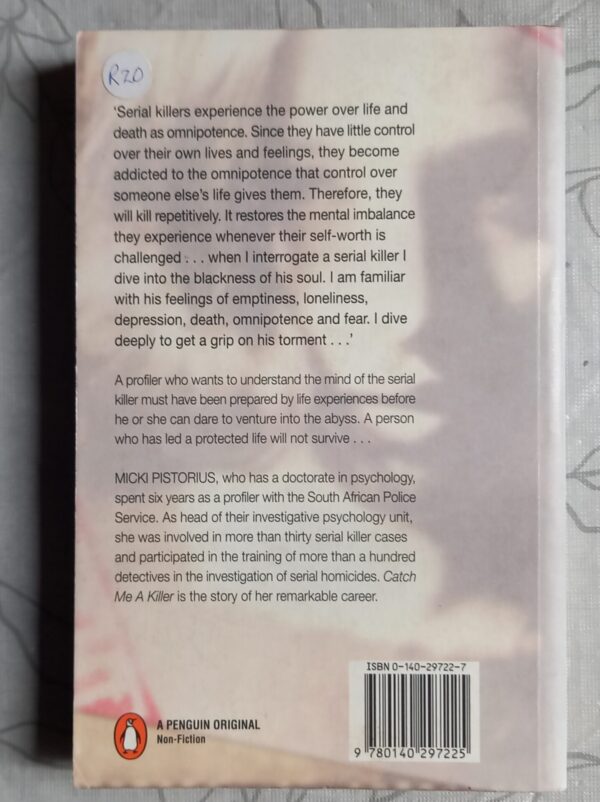 R20
'Serial killers experience the power over life and
death as omnipotence. Since they have little control
over their own lives and feelings, they become
addicted to the omnipotence that control over
someone else's life gives them. Therefore, they
will kill repetitively. It restores the mental imbalance
they experience whenever their self-worth is
challenged . . . when I interrogate a serial killer I
dive into the blackness of his soul. I am familiar
with his feelings of emptiness, loneliness,
depression, death, omnipotence and fear. I dive
deeply to get a grip on his torment . . .'
A profiler who wants to understand the mind of the serial
killer must have been prepared by life experiences before
he or she can dare to venture into the abyss. A person
who has led a protected life will not survive . . .
MICKI PISTORIUS, who has a doctorate in psychology,
spent six years as a profiler with the South African Police
Service. As head of their investigative psychology unit,
she was involved in more than thirty serial killer cases
and participated in the training of more than a hundred
detectives in the investigation of serial homicides. Catch
Me A Killer is the story of her remarkable career.
ISBN 0-140-29722-7
9 780140 297225
A PENGUIN ORIGINAL
Non-Fiction